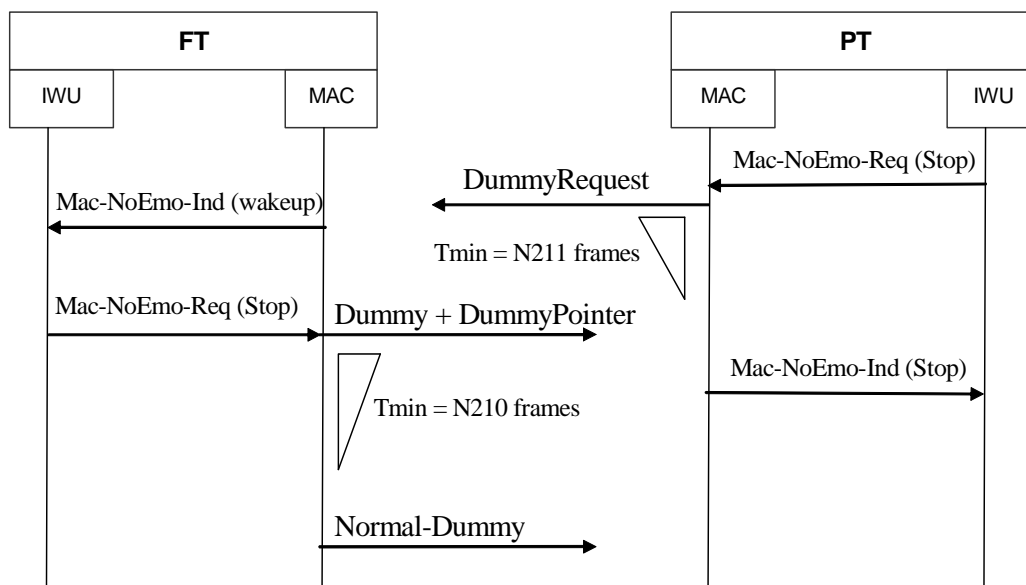 FT
PT
IWU
MAC
MAC
IWU
Mac-NoEmo-Req (Stop)
DummyRequest
Mac-NoEmo-Ind (wakeup)
Tmin = N211 frames
Mac-NoEmo-Req (Stop)
Dummy + DummyPointer
Mac-NoEmo-Ind (Stop)
Tmin = N210 frames
Normal-Dummy